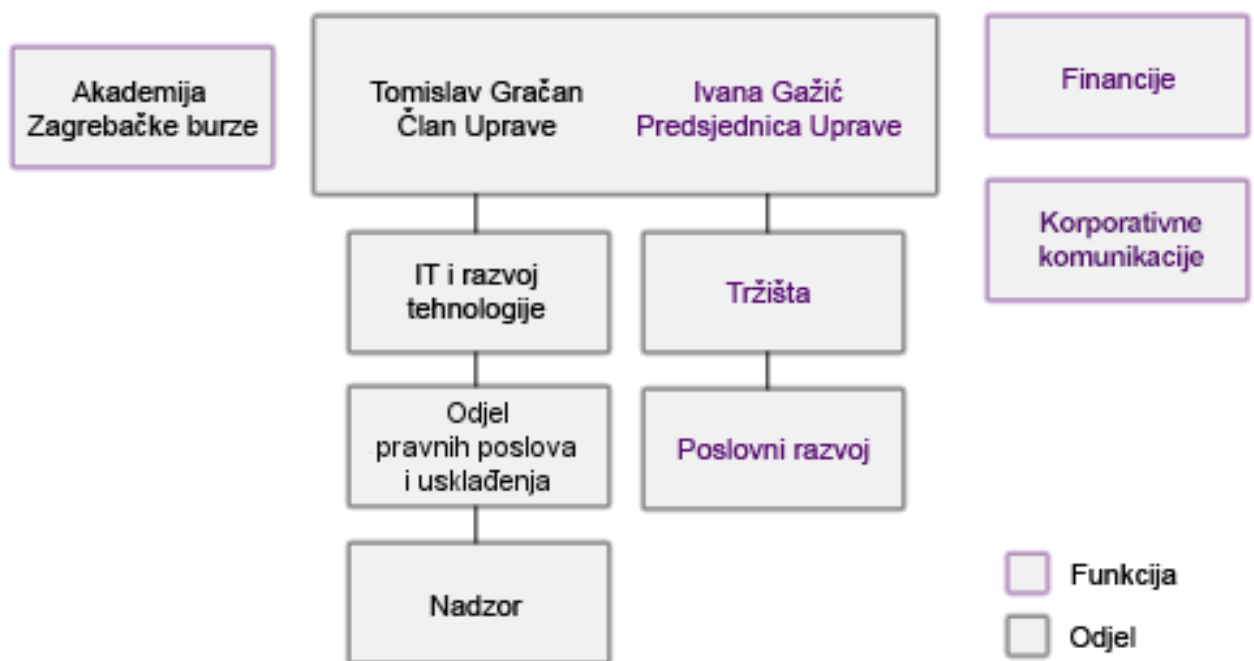 Akademija
Zagrebačke burze
Tomislav Gračan
Član Uprave
Ivana Gažić
Predsjednica Uprave
Financije
Korporativne
komunikacije
IT i razvoj
tehnologije
Tržišta
Odjel
pravnih poslova
i usklađenja
Poslovni razvoj
Nadzor
Funkcija
Odjel